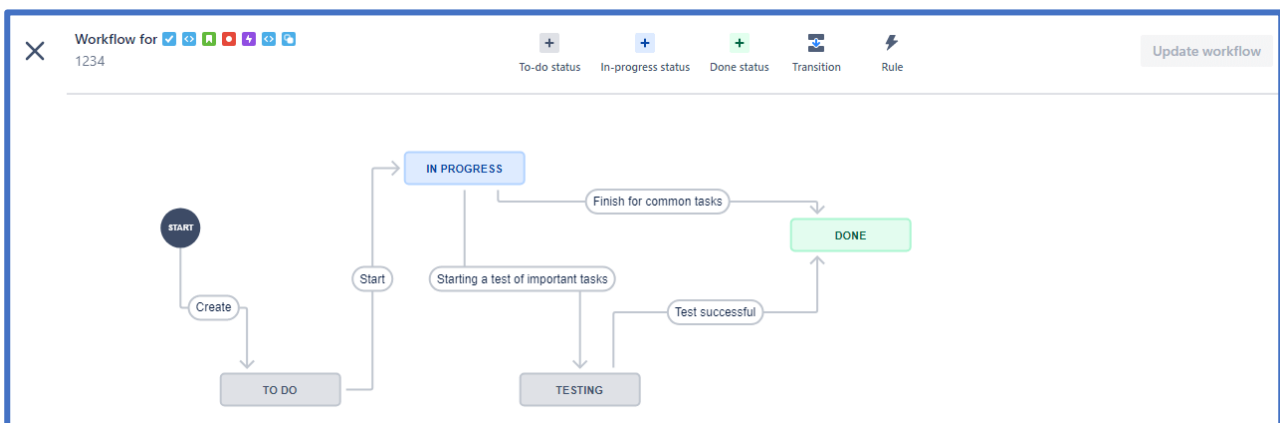 Workflow for
1234
To-do status
In-progress status
Done status
Transition
Rule
Update workflow
IN PROGRESS
Finish for common tasks
START
DONE
Start
Starting a test of important tasks
Create
Test successful
TO DO
TESTING